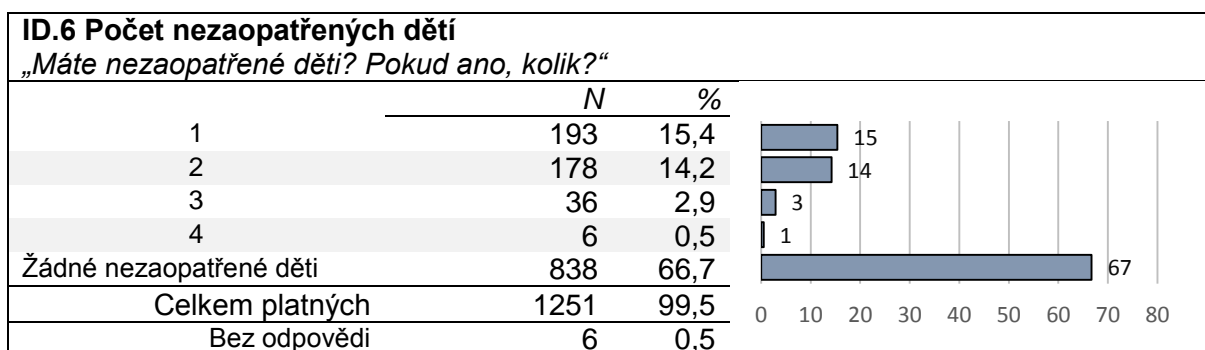 ID.6 Počet nezaopatřených dětí
„Máte nezaopatřené děti? Pokud ano, kolik?“
N %
1 193 15,4 15
2 178 14,2 14
3 36 2,9 3
4 6 0,5 1
Žádné nezaopatřené děti 838 66,7 67
Celkem platných 1251 99,5
0 10 20 30 40 50 60 70 80
Bez odpovědi 6 0,5